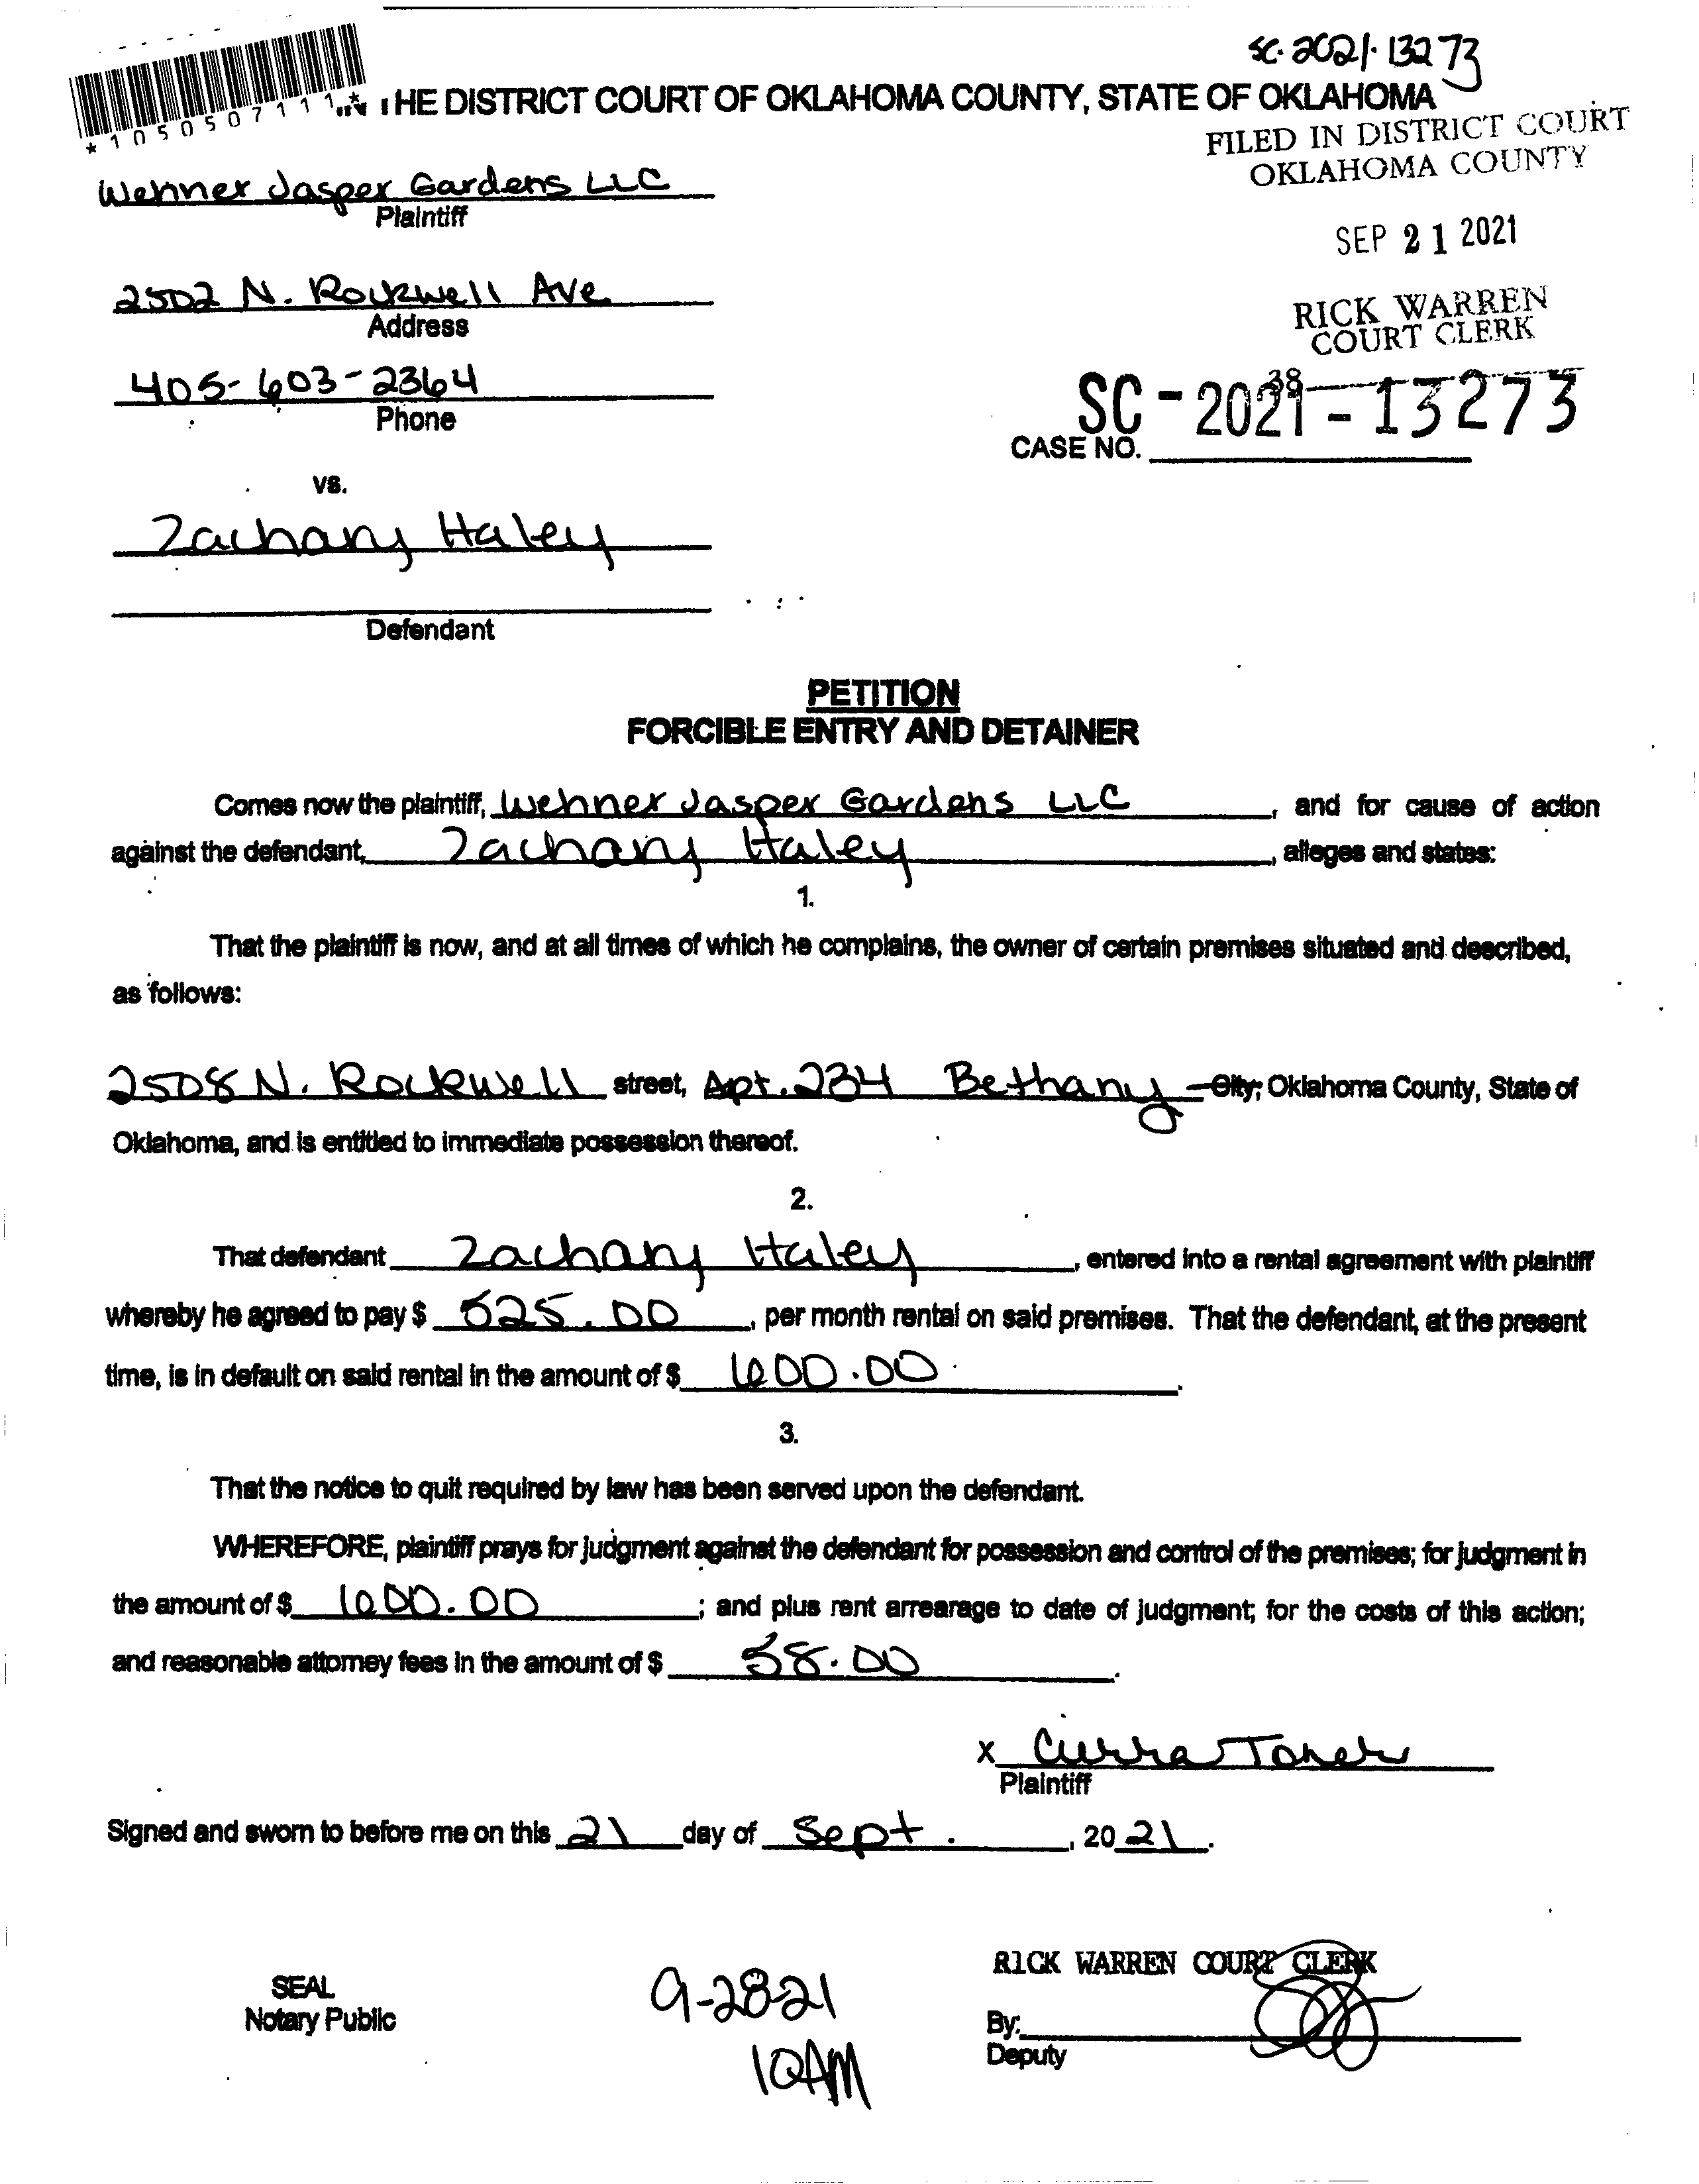 SC-2021-13273
*1050507111*
IN THE DISTRICT COURT OF OKLAHOMA COUNTY, STATE OF OKLAHOMA
FILED IN DISTRICT COURT
OKLAHOMA COUNTY
Wehner Jasper Gardens LLC
Plaintiff
SEP 21 2021
2502 N. Rockwell Ave
Address
RICK WARREN
COURT CLERK
405-603-2364
Phone
38
SC-2021-13273
CASE NO.
vs.
Zachary Haley
Defendant
PETITION
FORCIBLE ENTRY AND DETAINER
Comes now the plaintiff, Wehner Jasper Gardens LLC, and for cause of action
against the defendant, Zachary Haley, alleges and states:
1.
That the plaintiff is now, and at all times of which he complains, the owner of certain premises situated and described,
as follows:
2508 N. Rockwell street, Apt. 234 Bethany City, Oklahoma County, State of
Oklahoma, and is entitled to immediate possession thereof.
2.
That defendant Zachary Haley, entered into a rental agreement with plaintiff
whereby he agreed to pay $ 525.00, per month rental on said premises. That the defendant, at the present
time, is in default on said rental in the amount of $ 600.00.
3.
That the notice to quit required by law has been served upon the defendant.
WHEREFORE, plaintiff prays for judgment against the defendant for possession and control of the premises; for judgment in
the amount of $ 600.00; and plus rent arrearage to date of judgment; for the costs of this action;
and reasonable attorney fees in the amount of $ 58.00.
x Cierra Toner
Plaintiff
Signed and sworn to before me on this 21 day of Sept., 2021.
RICK WARREN COURT CLERK
SEAL
Notary Public
9-28-21
10AM
By:
Deputy